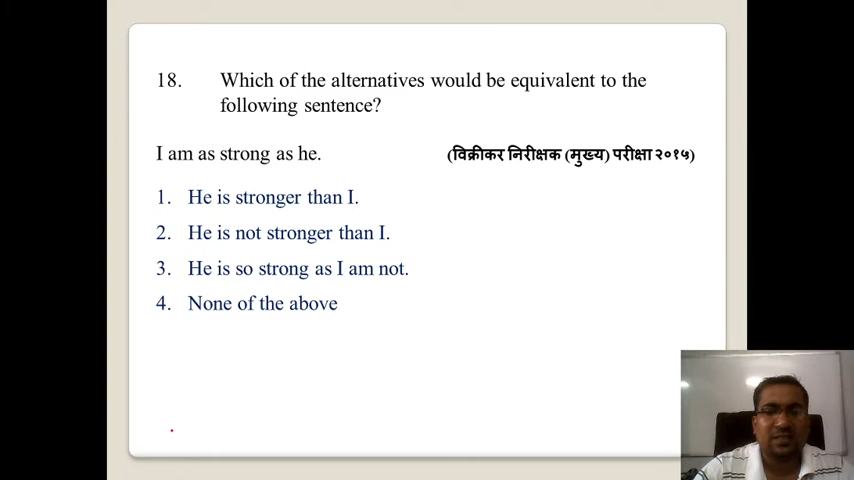 18. Which of the alternatives would be equivalent to the
following sentence?
I am as strong as he. (विक्रीकर निरीक्षक (मुख्य) परीक्षा २०१५)
1. He is stronger than I.
2. He is not stronger than I.
3. He is so strong as I am not.
4. None of the above